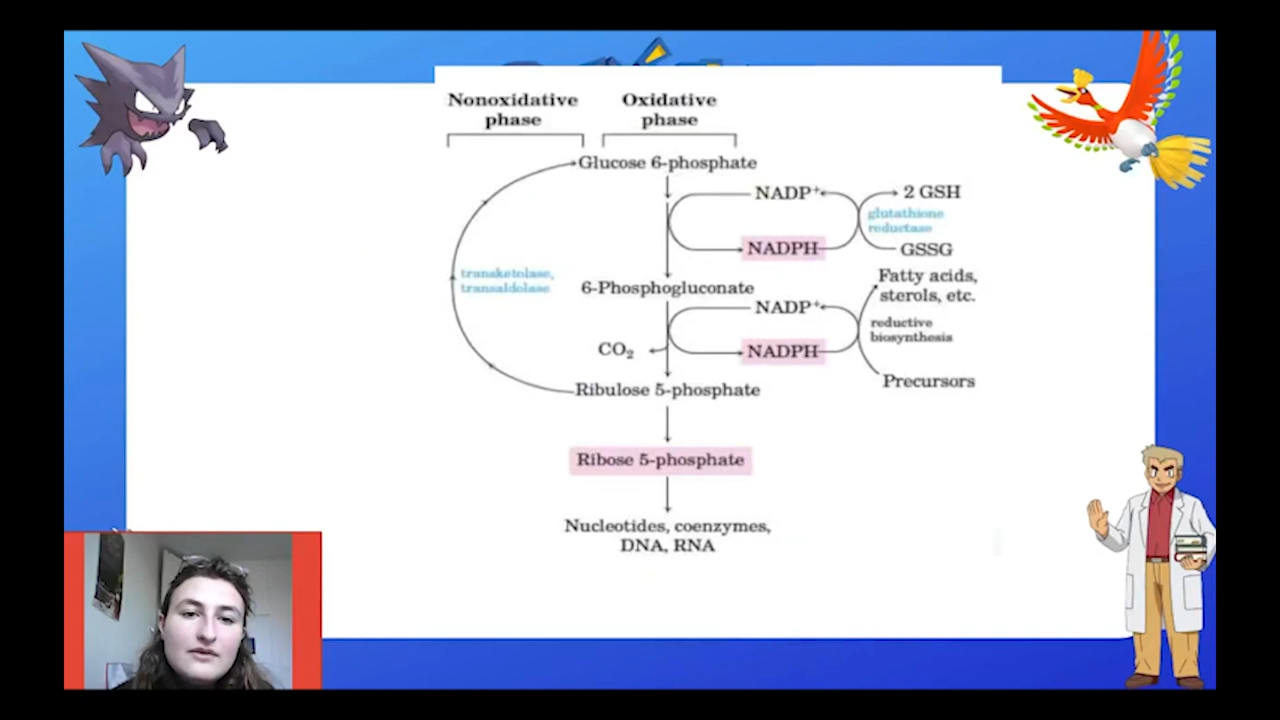 Nonoxidative
phase
Oxidative
phase
Glucose 6-phosphate
NADP+
2 GSH
glutathione
reductase
NADPH
GSSG
transketolase,
transaldolase
6-Phosphogluconate
Fatty acids,
sterols, etc.
NADP+
reductive
biosynthesis
CO₂
NADPH
Precursors
Ribulose 5-phosphate
Ribose 5-phosphate
Nucleotides, coenzymes,
DNA, RNA